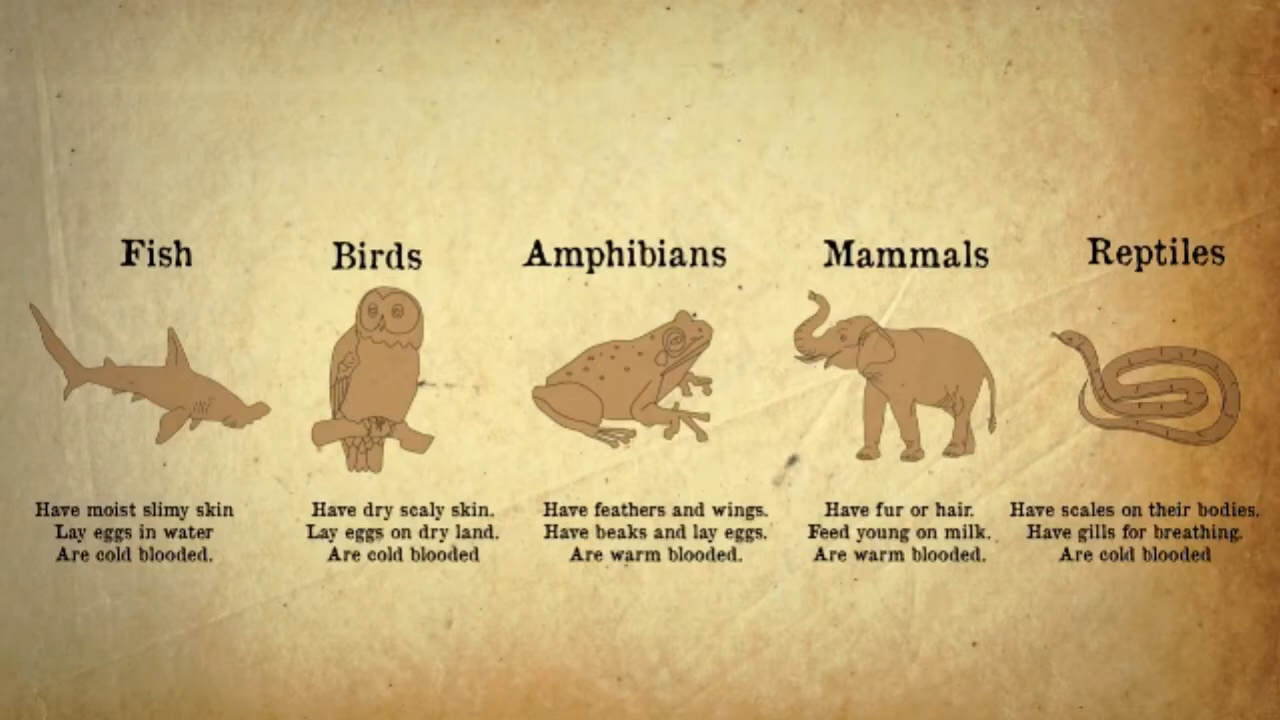 Fish
Birds
Amphibians
Mammals
Reptiles
Have moist slimy skin
Lay eggs in water
Are cold blooded.
Have dry scaly skin.
Lay eggs on dry land.
Are cold blooded
Have feathers and wings.
Have beaks and lay eggs.
Are warm blooded.
Have fur or hair.
Feed young on milk.
Are warm blooded.
Have scales on their bodies.
Have gills for breathing.
Are cold blooded